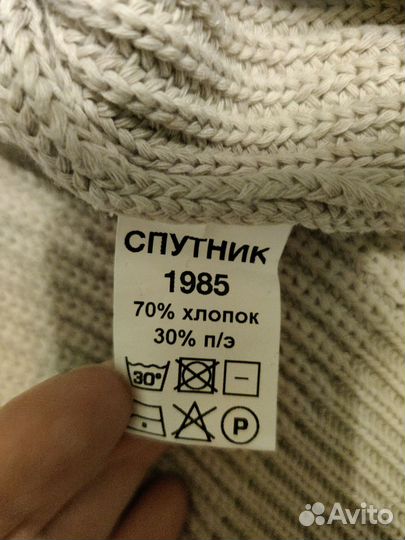 СПУТНИК
1985
70% хлопок
30% п/э
30°
P
Avito